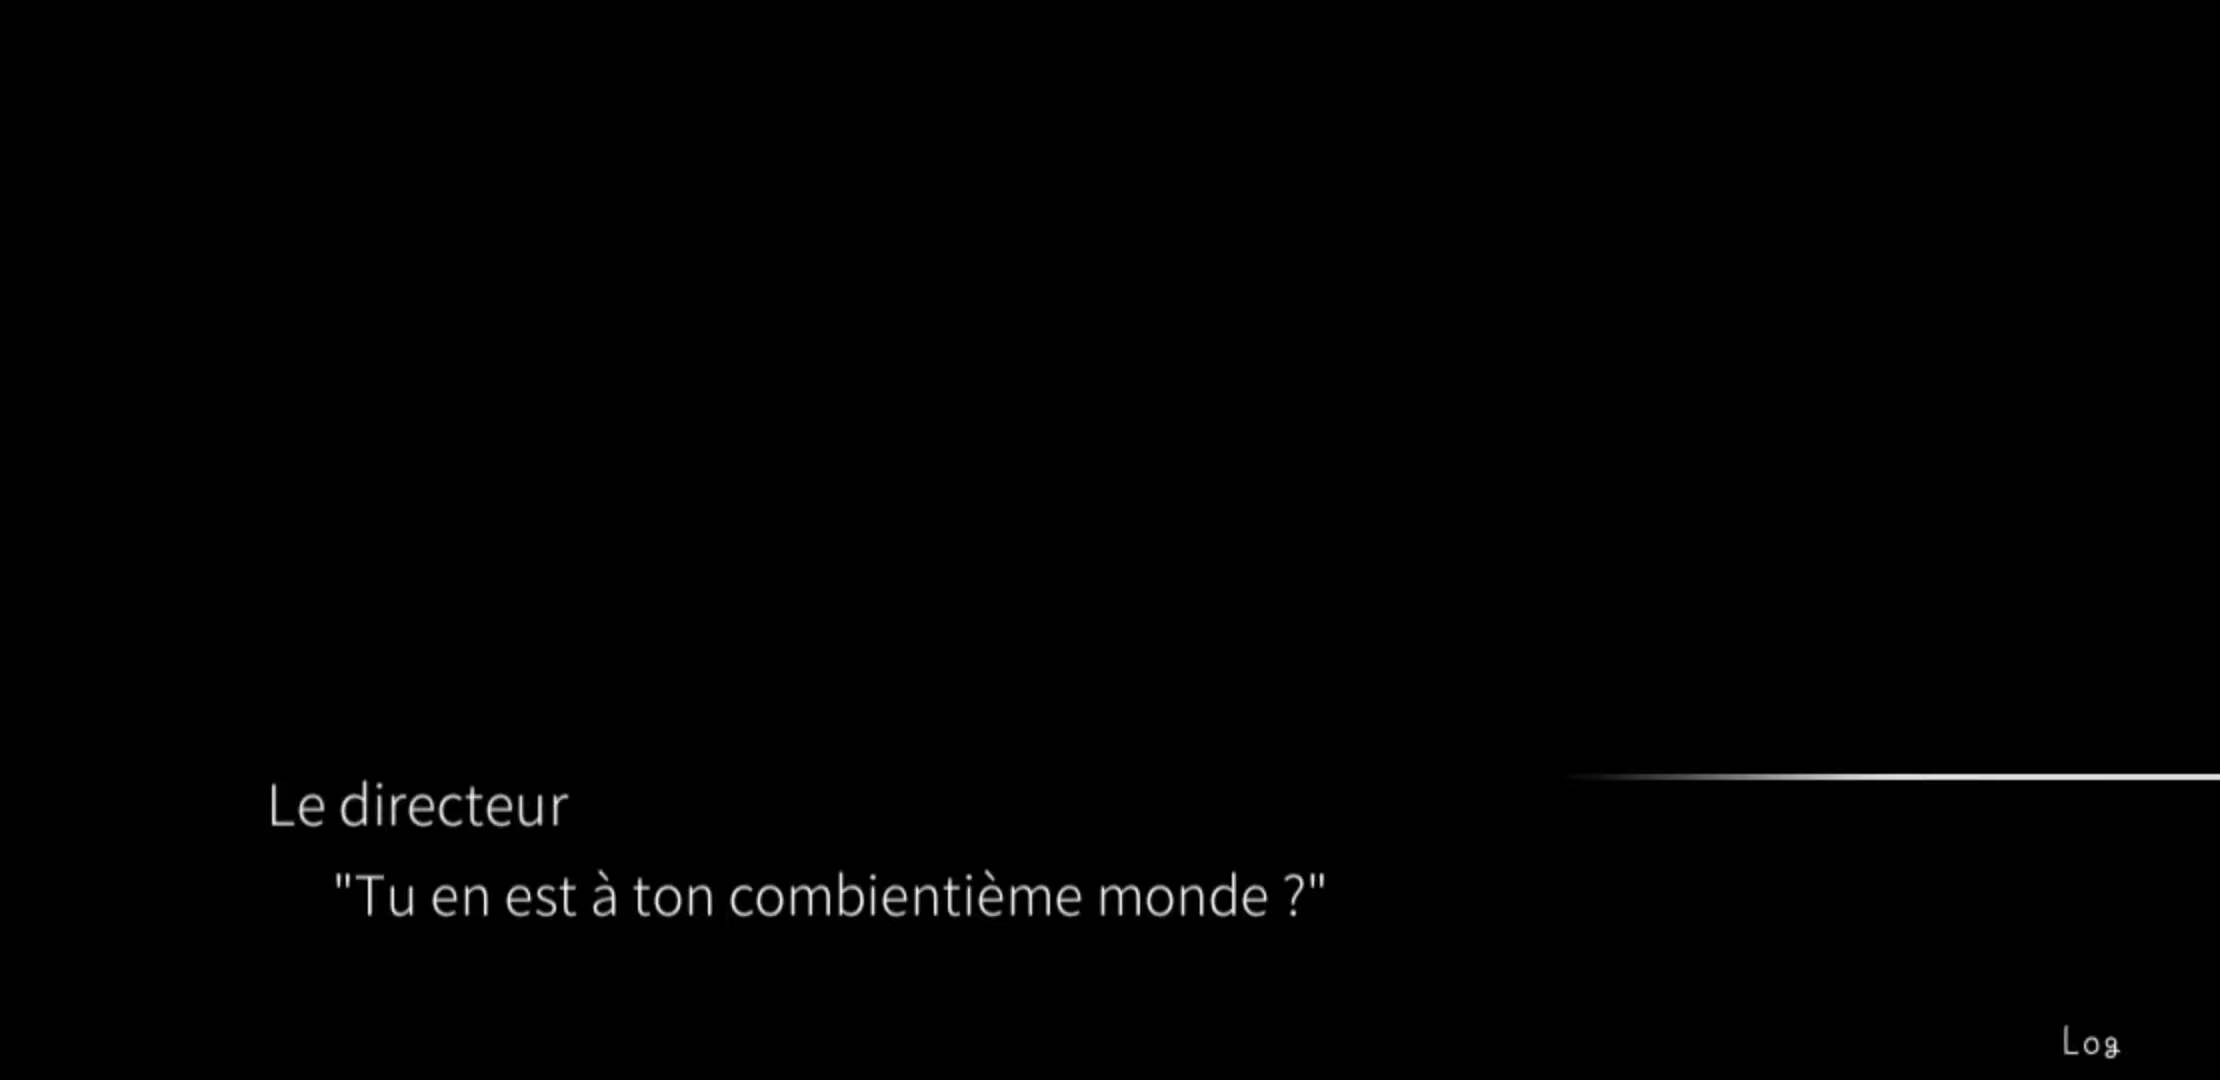 Le directeur
"Tu en est à ton combientième monde ?"
Log